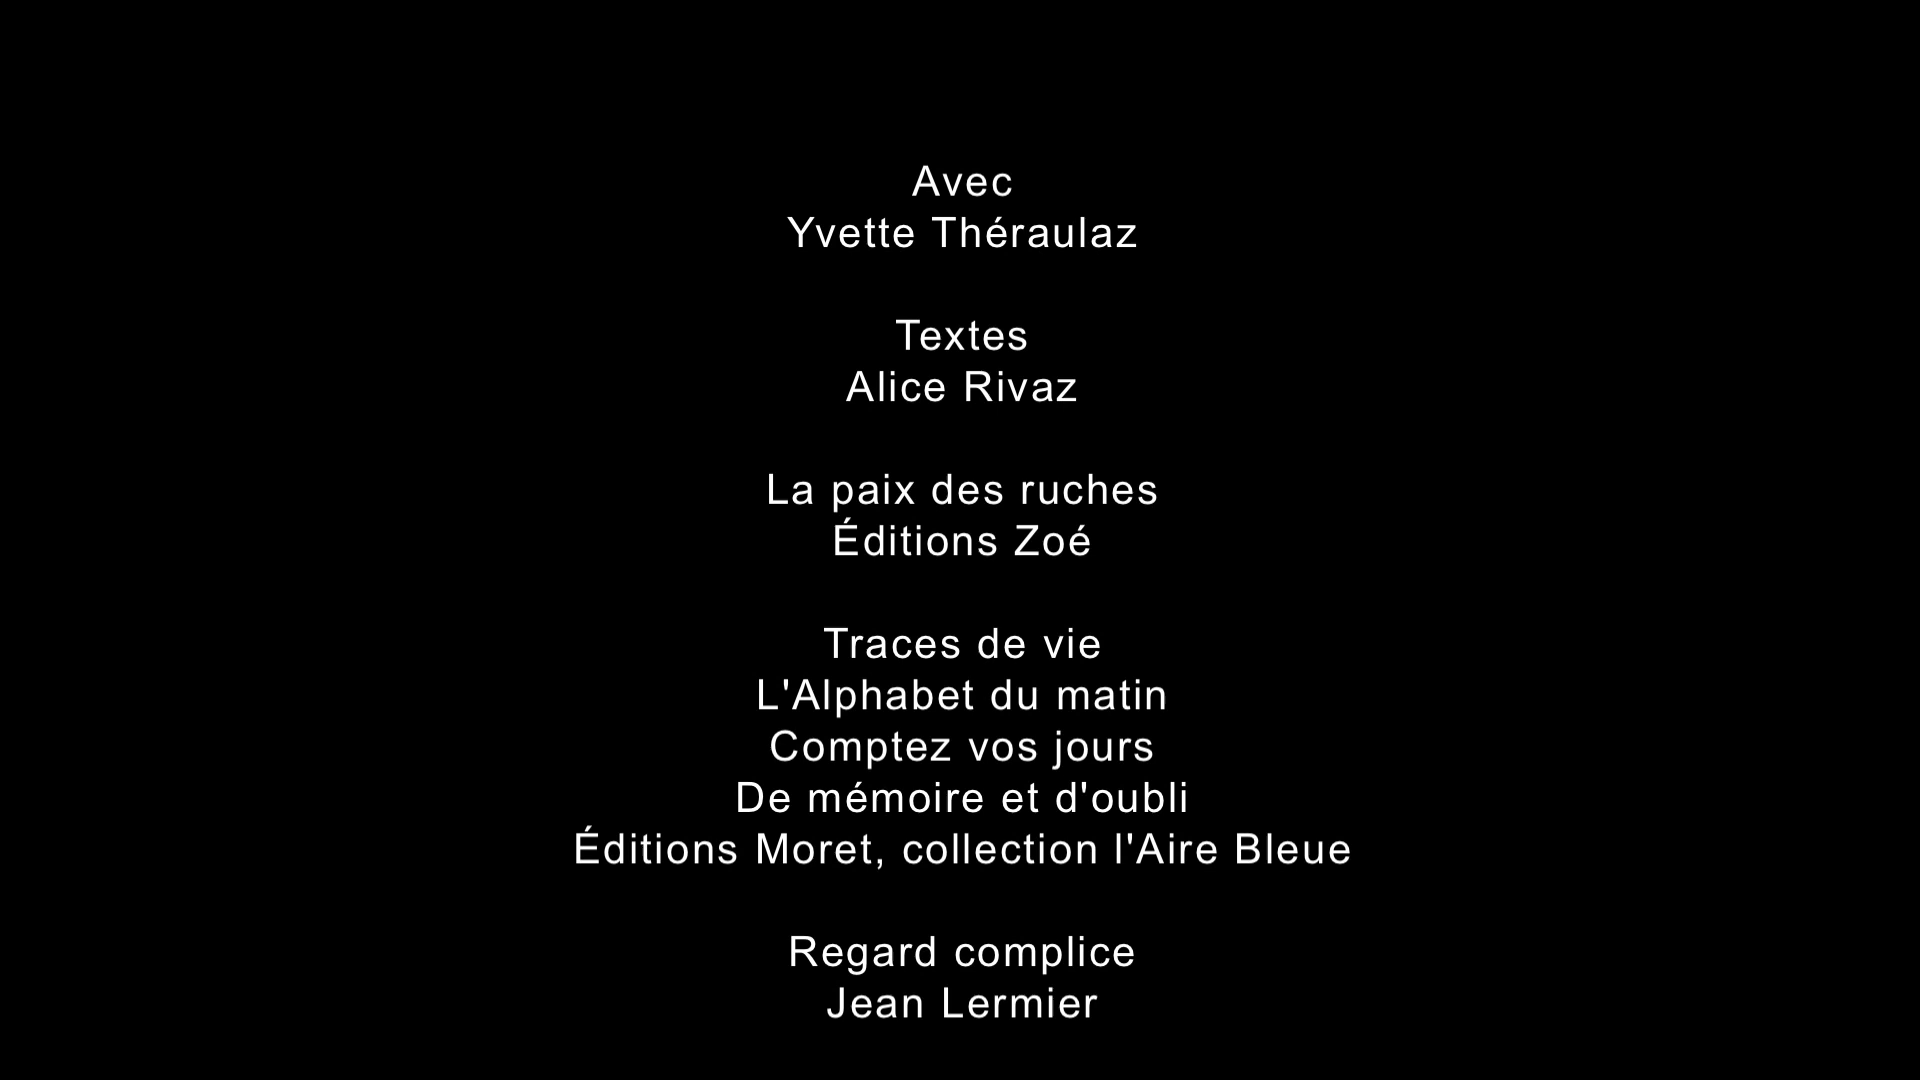 Avec
Yvette Théraulaz
Textes
Alice Rivaz
La paix des ruches
Éditions Zoé
Traces de vie
L'Alphabet du matin
Comptez vos jours
De mémoire et d'oubli
Éditions Moret, collection l'Aire Bleue
Regard complice
Jean Lermier